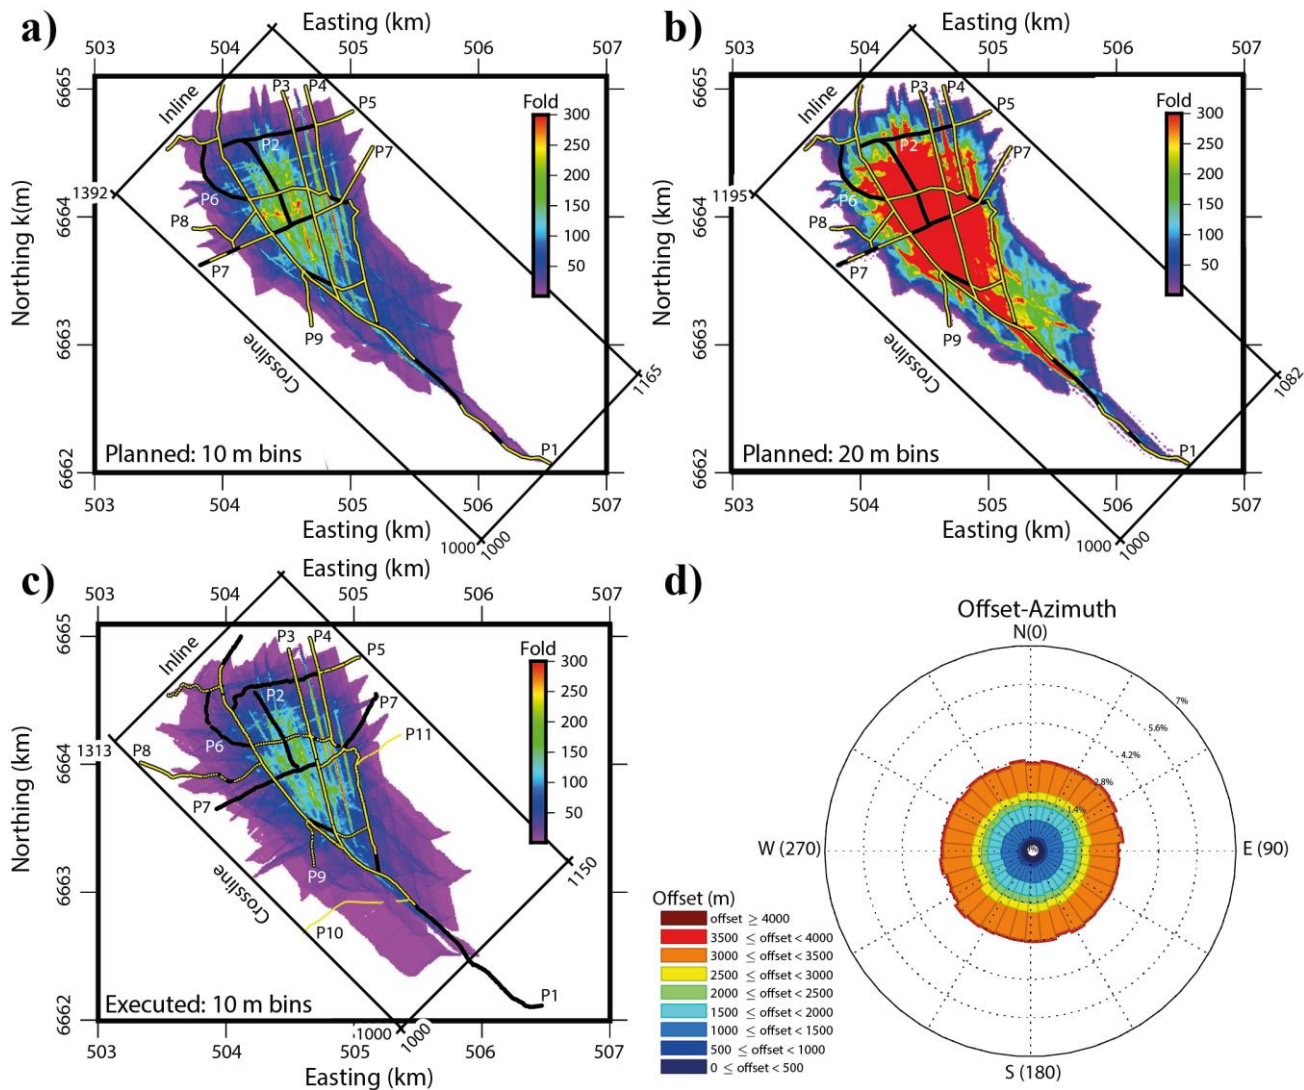 a)
Easting (km)
503 504 505 506 507
6665
6664
6663
6662
Northing k(m)
Inline
P3 P4
P5
P2
P7
P6
P8
P7
P9
P1
Fold
300
250
200
150
100
50
1392
Crossline
1165
1000 1000
Planned: 10 m bins
503 504 505 506 507
Easting (km)
b)
Easting (km)
503 504 505 506 507
6665
6664
6663
6662
Northing (km)
Inline
P3 P4
P5
P2
P7
P6
P8
P7
P9
P1
Fold
300
250
200
150
100
50
1195
Crossline
1082
1000 1000
Planned: 20 m bins
503 504 505 506 507
Easting (km)
c)
Easting (km)
503 504 505 506 507
6665
6664
6663
6662
Northing (km)
Inline
P3 P4
P5
P2
P7
P11
P6
P8
P7
P9
P10
P1
Fold
300
250
200
150
100
50
1313
Crossline
1150
1000 1000
Executed: 10 m bins
503 504 505 506 507
Easting (km)
d)
Offset-Azimuth
N(0)
7%
5.6%
4.2%
2.8%
1.4%
W (270)
E (90)
S (180)
Offset (m)
offset ≥ 4000
3500 ≤ offset < 4000
3000 ≤ offset < 3500
2500 ≤ offset < 3000
2000 ≤ offset < 2500
1500 ≤ offset < 2000
1000 ≤ offset < 1500
500 ≤ offset < 1000
0 ≤ offset < 500